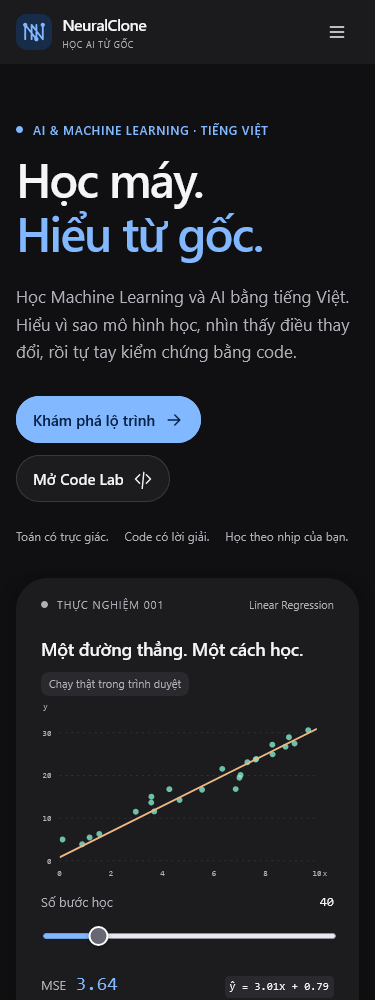 NeuralClone
HỌC AI TỪ GỐC
AI & MACHINE LEARNING · TIẾNG VIỆT
Học máy.
Hiểu từ gốc.
Học Machine Learning và AI bằng tiếng Việt.
Hiểu vì sao mô hình học, nhìn thấy điều thay
đổi, rồi tự tay kiểm chứng bằng code.
Khám phá lộ trình →
Mở Code Lab </>
Toán có trực giác. Code có lời giải. Học theo nhịp của bạn.
THỰC NGHIỆM 001 Linear Regression
Một đường thẳng. Một cách học.
Chạy thật trong trình duyệt
y
30
20
10
0
0 2 4 6 8 10 x
Số bước học 40
MSE 3.64 ŷ = 3.01x + 0.79